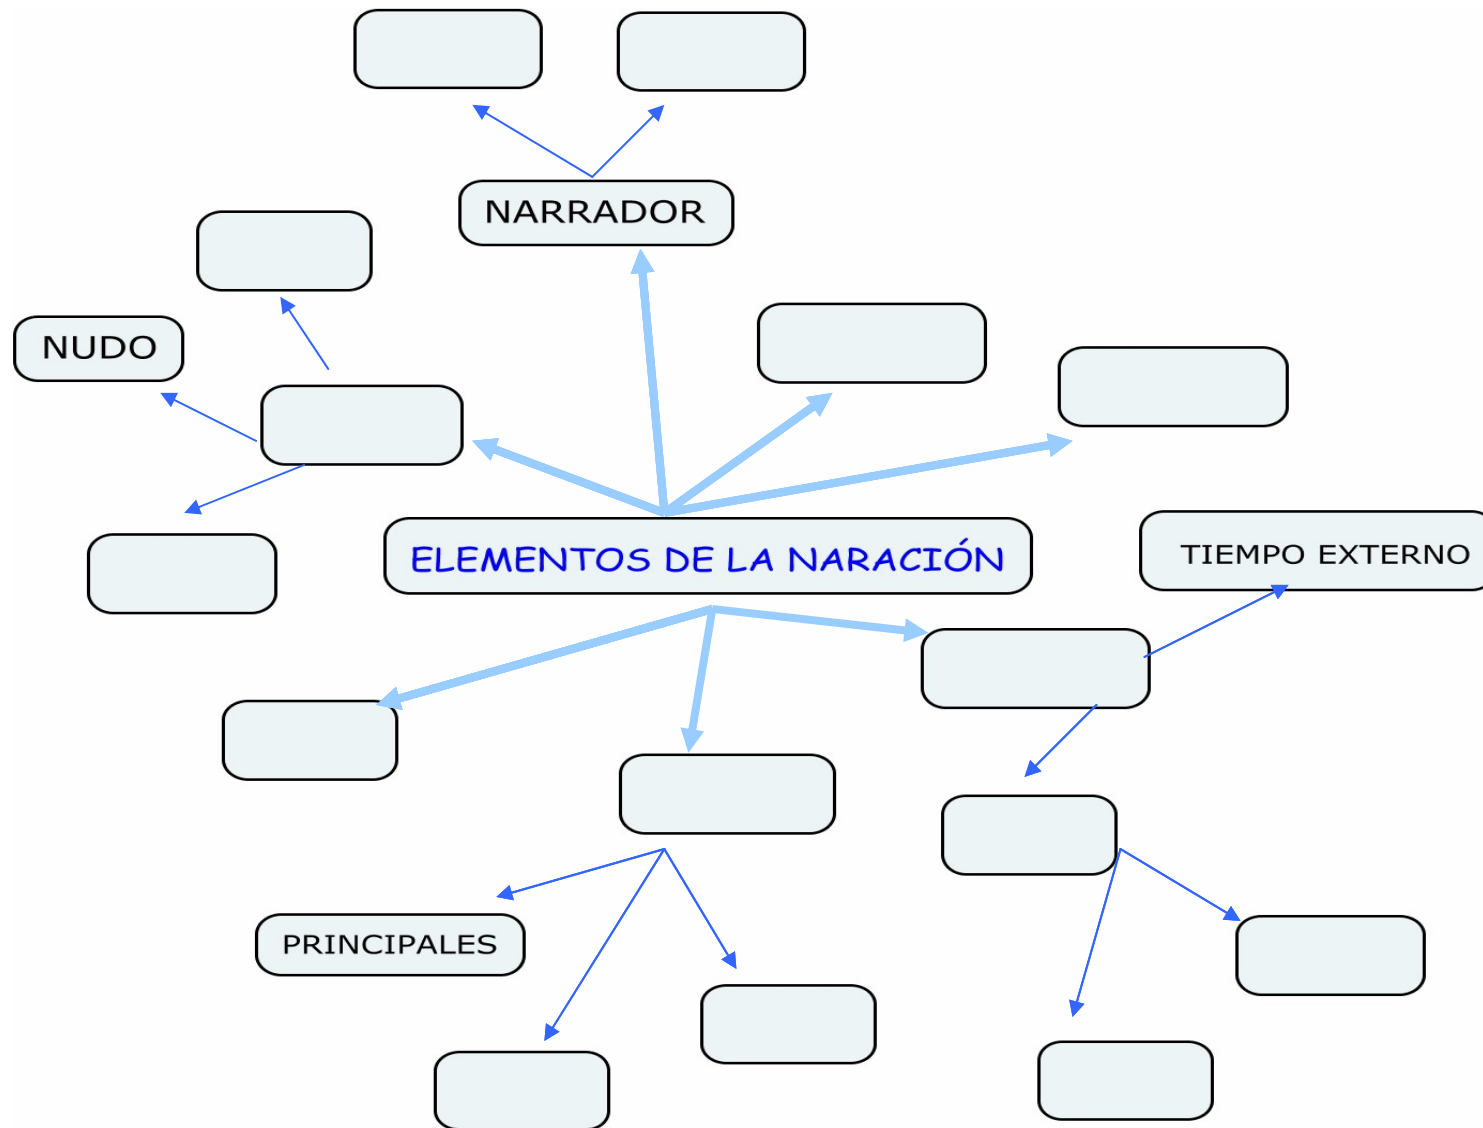 NARRADOR
NUDO
ELEMENTOS DE LA NARACIÓN
TIEMPO EXTERNO
PRINCIPALES